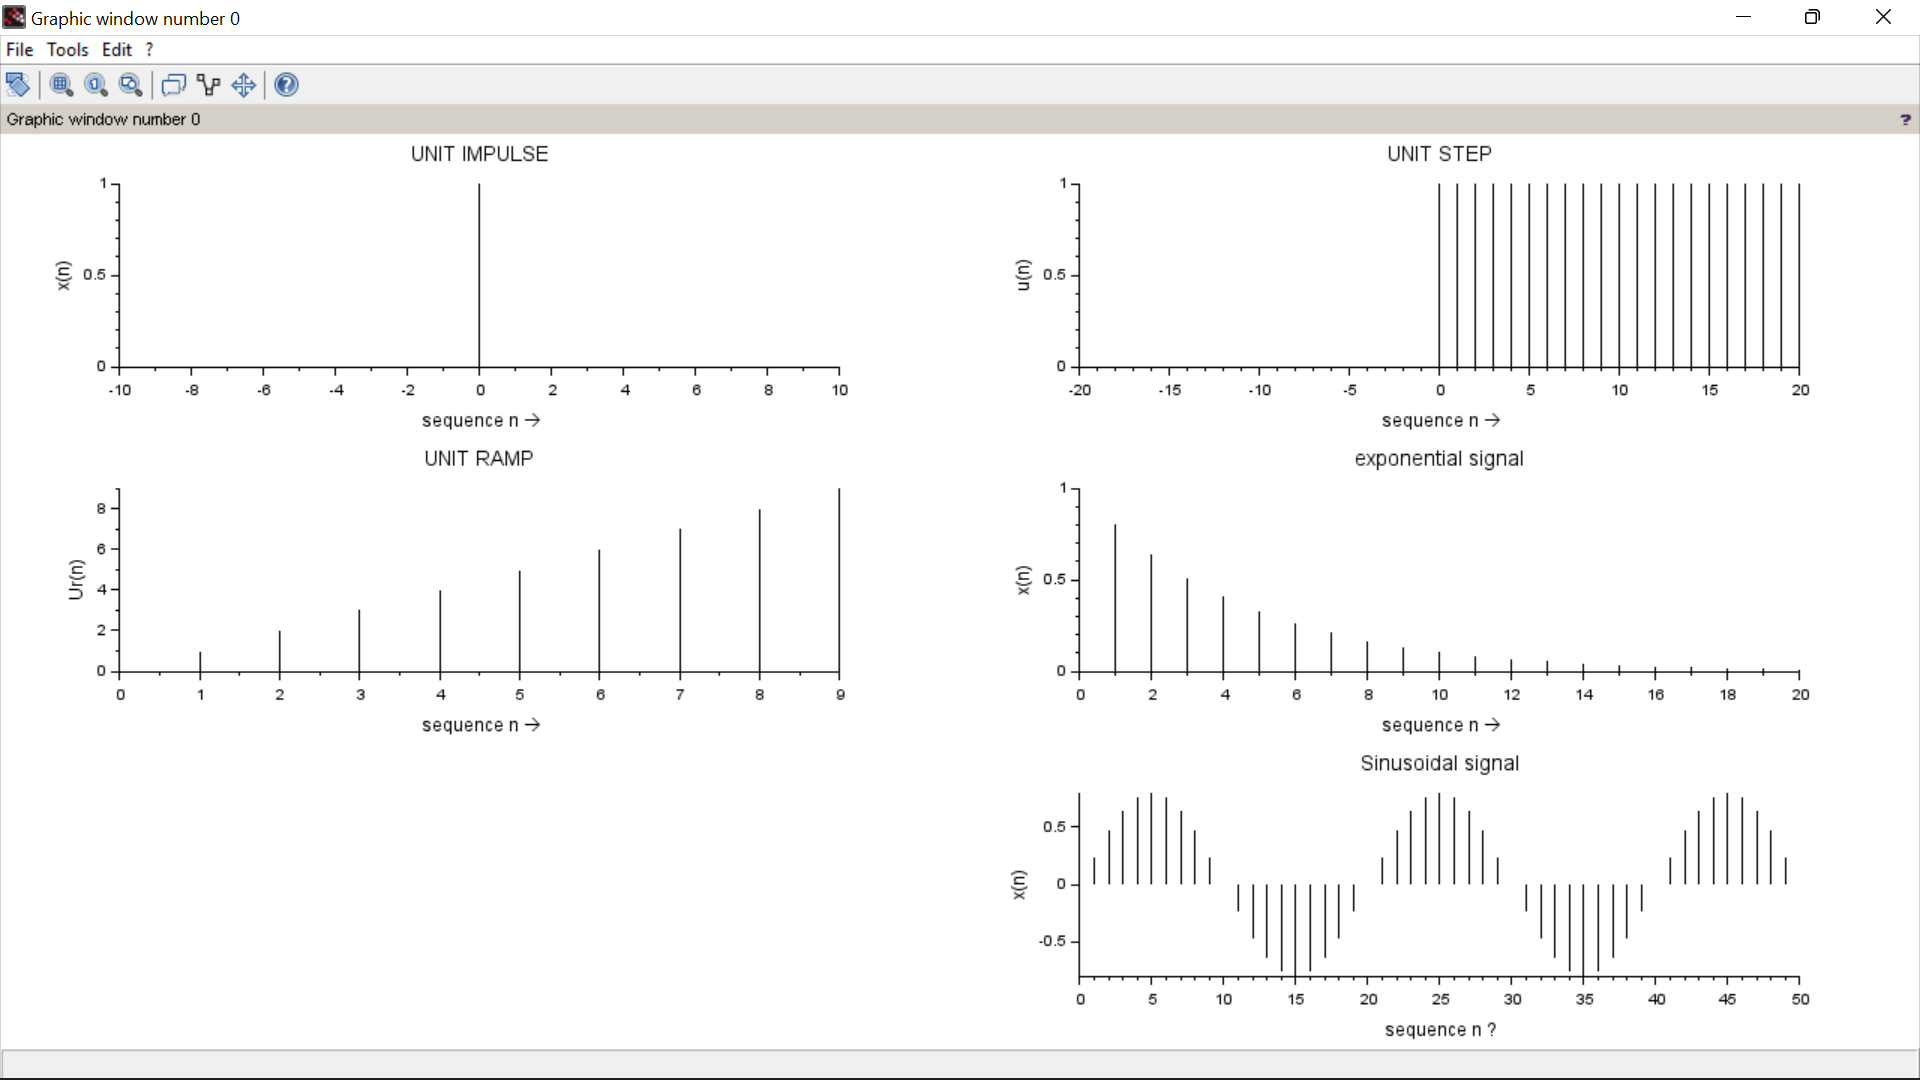 Graphic window number 0
File Tools Edit ?
Graphic window number 0 ?
UNIT IMPULSE
1
0.5
0
x(n)
-10 -8 -6 -4 -2 0 2 4 6 8 10
sequence n →
UNIT STEP
1
0.5
0
u(n)
-20 -15 -10 -5 0 5 10 15 20
sequence n →
UNIT RAMP
8
6
4
2
0
Ur(n)
0 1 2 3 4 5 6 7 8 9
sequence n →
exponential signal
1
0.5
0
x(n)
0 2 4 6 8 10 12 14 16 18 20
sequence n →
Sinusoidal signal
0.5
0
-0.5
x(n)
0 5 10 15 20 25 30 35 40 45 50
sequence n ?